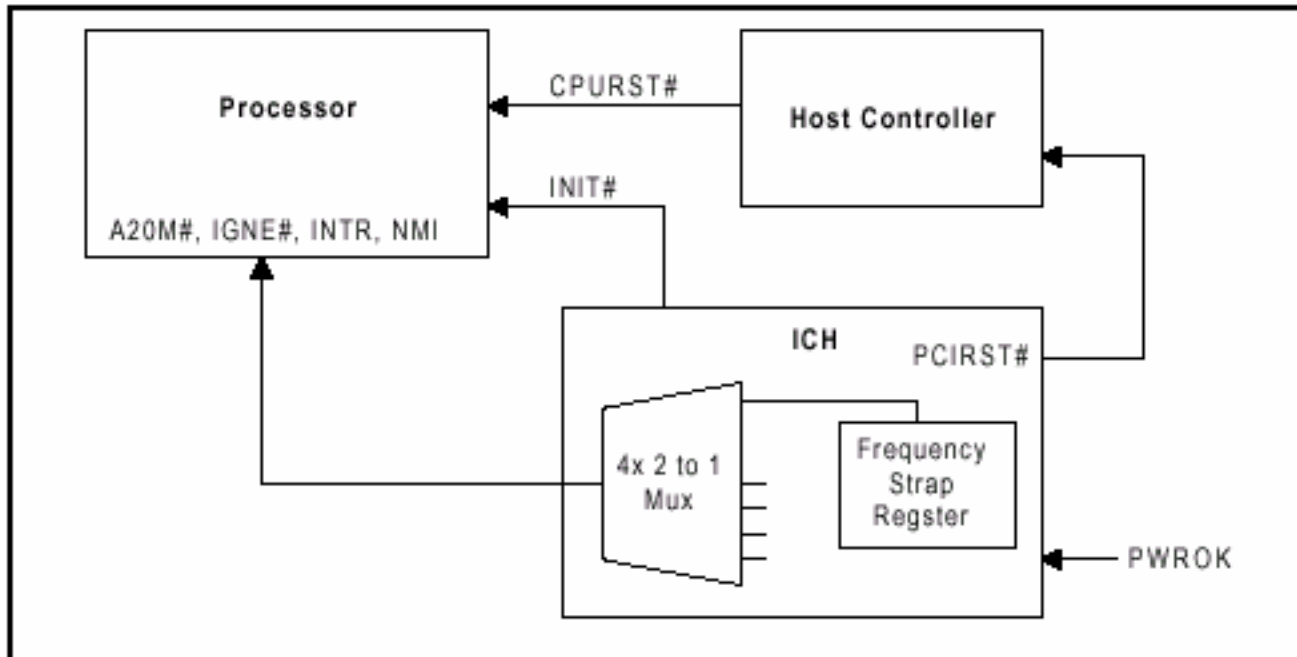 Processor
CPURST#
Host Controller
INIT#
A20M#, IGNE#, INTR, NMI
ICH
PCIRST#
4x 2 to 1
Mux
Frequency
Strap
Regster
PWROK